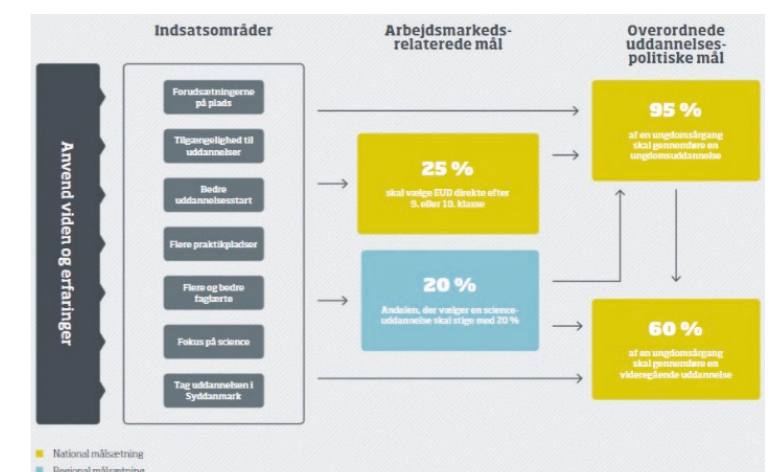 Indsatsområder
Arbejdsmarkeds-
relaterede mål
Overordnede
uddannelses-
politiske mål
Anvend viden og erfaringer
Forudsætningerne
på plads
Tilgængelighed til
uddannelser
Bedre
uddannelsesstart
Flere praktikpladser
Flere og bedre
faglærte
Fokus på science
Tag uddannelsen i
Syddanmark
25 %
skal vælge EUD direkte efter
9. eller 10. klasse
20 %
Andelen, der vælger en science-
uddannelse skal stige med 20 %
95 %
af en ungdomsårgang
skal gennemføre en
ungdomsuddannelse
60 %
af en ungdomsårgang
skal gennemføre en
videregående uddannelse
National målsætning
Regional målsætning